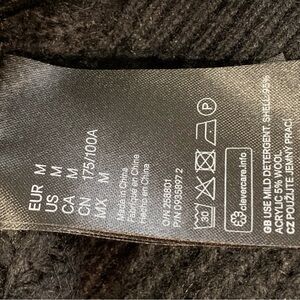 EUR M
US M
CA M
CN 175/100A
MX M
Made in China
Fabriqué en Chine
Hecho en China
O/N 258801
P/N 0935897 2
30
P
clevercare.info
GB USE MILD DETERGENT. SHELL: 95%
ACRYLIC 5% WOOL
CZ POUŽIJTE JEMNÝ PRACÍ